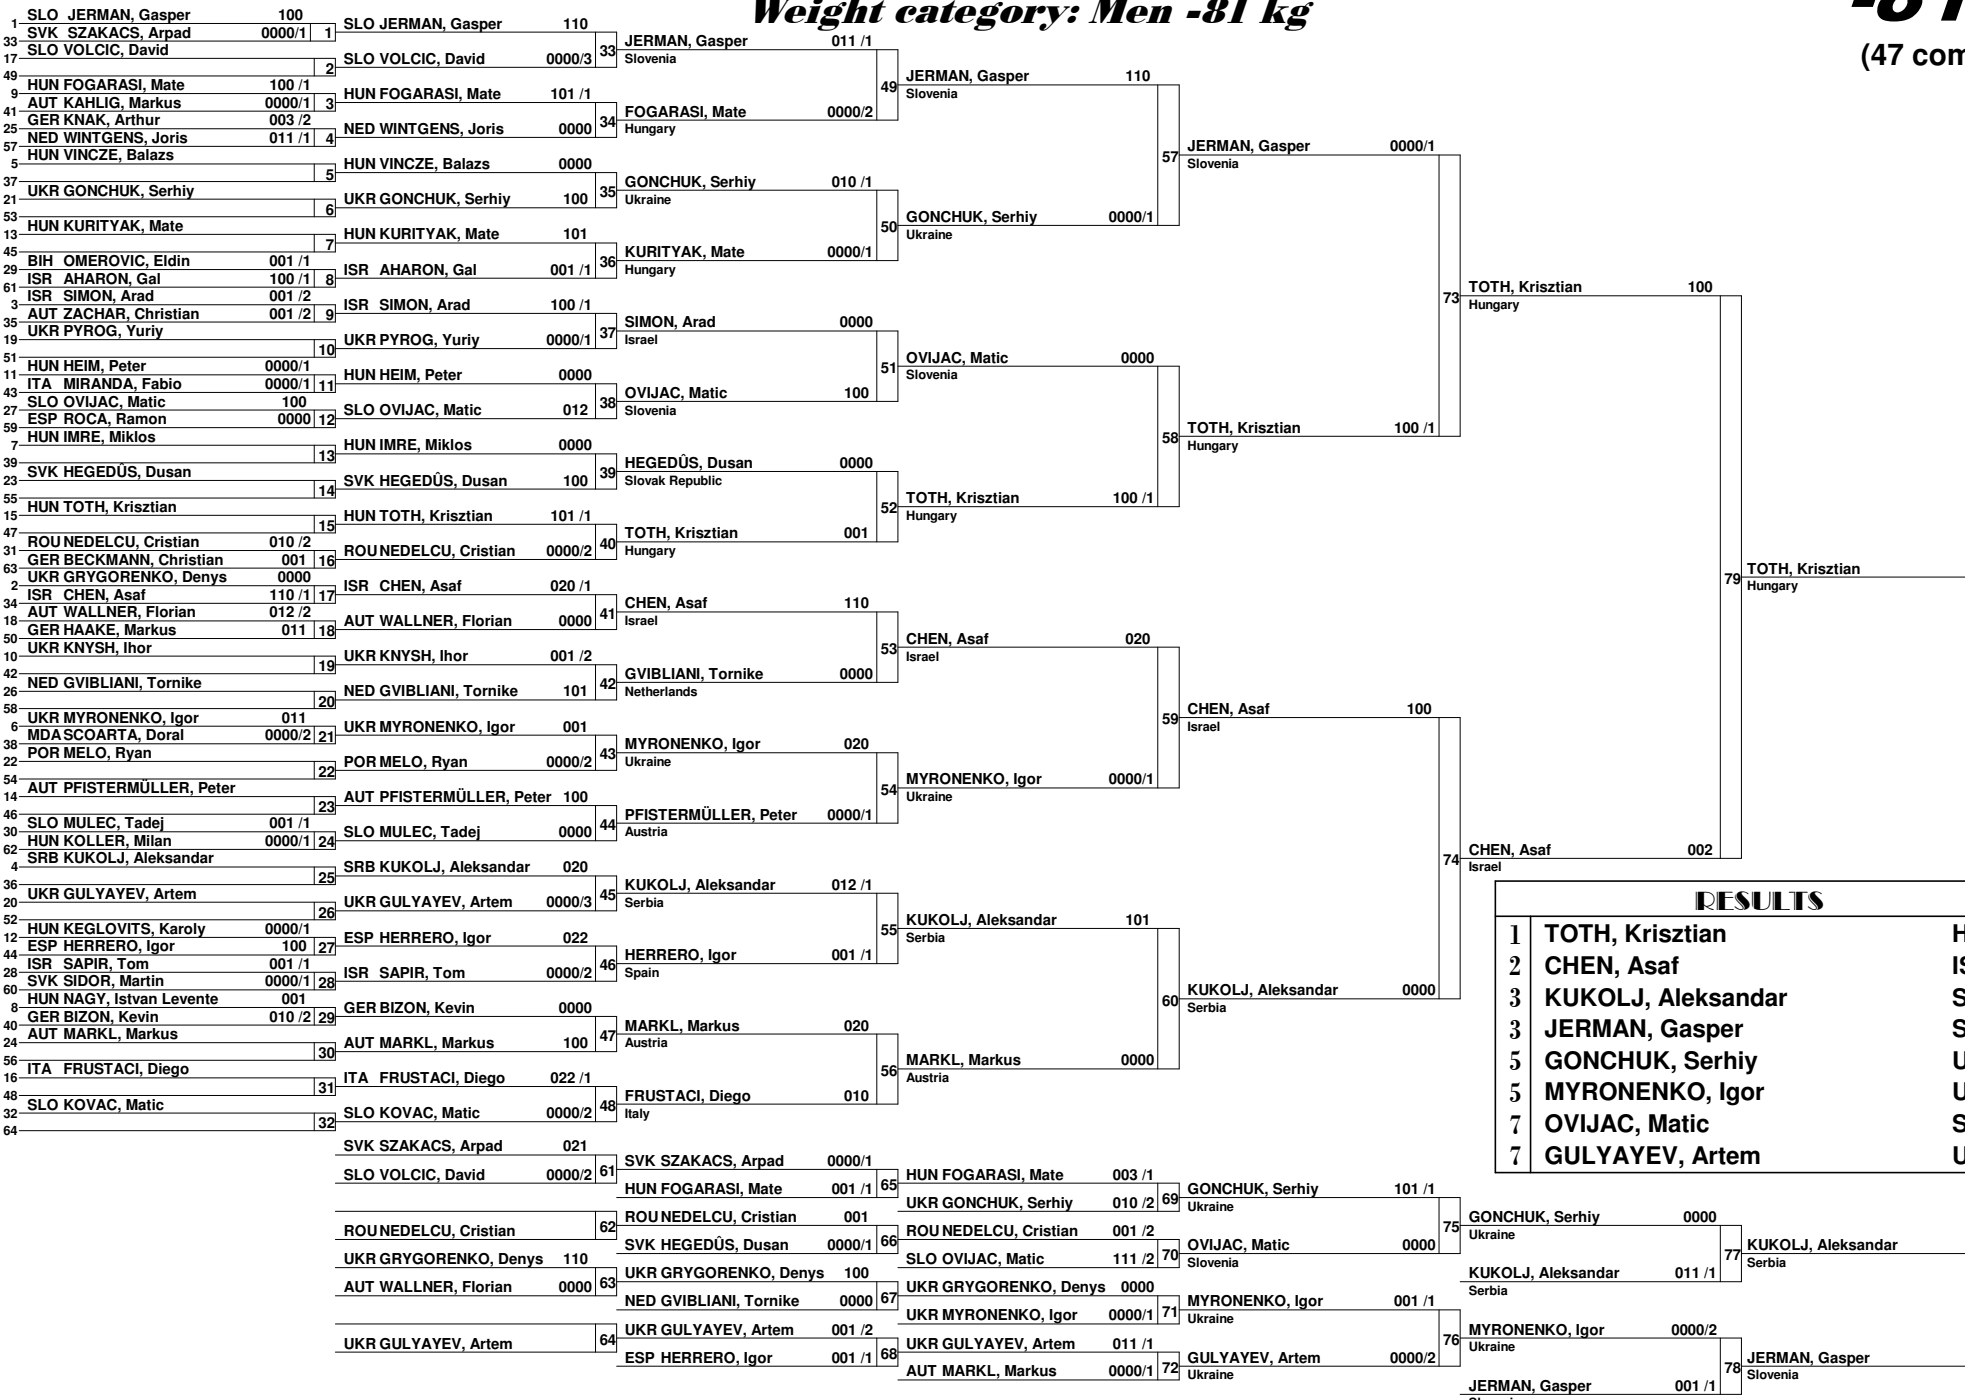 Weight category: Men -81 kg
-81
(47 com
1 SLO JERMAN, Gasper 100
33 SVK SZAKACS, Arpad 0000/1 1
17 SLO VOLCIC, David
49 2
9 HUN FOGARASI, Mate 100 /1
41 AUT KAHLIG, Markus 0000/1 3
25 GER KNAK, Arthur 003 /2
57 NED WINTGENS, Joris 011 /1 4
5 HUN VINCZE, Balazs
37 5
21 UKR GONCHUK, Serhiy
53 6
13 HUN KURITYAK, Mate
45 7
29 BIH OMEROVIC, Eldin 001 /1
61 ISR AHARON, Gal 100 /1 8
3 ISR SIMON, Arad 001 /2
35 AUT ZACHAR, Christian 001 /2 9
19 UKR PYROG, Yuriy
51 10
11 HUN HEIM, Peter 0000/1
43 ITA MIRANDA, Fabio 0000/1 11
27 SLO OVIJAC, Matic 100
59 ESP ROCA, Ramon 0000 12
7 HUN IMRE, Miklos
39 13
23 SVK HEGEDÛS, Dusan
55 14
15 HUN TOTH, Krisztian
47 15
31 ROU NEDELCU, Cristian 010 /2
63 GER BECKMANN, Christian 001 16
2 UKR GRYGORENKO, Denys 0000
34 ISR CHEN, Asaf 110 /1 17
18 AUT WALLNER, Florian 012 /2
50 GER HAAKE, Markus 011 18
10 UKR KNYSH, Ihor
42 19
26 NED GVIBLIANI, Tornike
58 20
6 UKR MYRONENKO, Igor 011
38 MDA SCOARTA, Doral 0000/2 21
22 POR MELO, Ryan
54 22
14 AUT PFISTERMÜLLER, Peter
46 23
30 SLO MULEC, Tadej 001 /1
62 HUN KOLLER, Milan 0000/1 24
4 SRB KUKOLJ, Aleksandar
36 25
20 UKR GULYAYEV, Artem
52 26
12 HUN KEGLOVITS, Karoly 0000/1
44 ESP HERRERO, Igor 100 27
28 ISR SAPIR, Tom 001 /1
60 SVK SIDOR, Martin 0000/1 28
8 HUN NAGY, Istvan Levente 001
40 GER BIZON, Kevin 010 /2 29
24 AUT MARKL, Markus
56 30
16 ITA FRUSTACI, Diego
48 31
32 SLO KOVAC, Matic
64 32
SLO JERMAN, Gasper 110
33
SLO VOLCIC, David 0000/3
HUN FOGARASI, Mate 101 /1
34
NED WINTGENS, Joris 0000
HUN VINCZE, Balazs 0000
35
UKR GONCHUK, Serhiy 100
HUN KURITYAK, Mate 101
36
ISR AHARON, Gal 001 /1
ISR SIMON, Arad 100 /1
37
UKR PYROG, Yuriy 0000/1
HUN HEIM, Peter 0000
38
SLO OVIJAC, Matic 012
HUN IMRE, Miklos 0000
39
SVK HEGEDÛS, Dusan 100
HUN TOTH, Krisztian 101 /1
40
ROU NEDELCU, Cristian 0000/2
ISR CHEN, Asaf 020 /1
41
AUT WALLNER, Florian 0000
UKR KNYSH, Ihor 001 /2
42
NED GVIBLIANI, Tornike 101
UKR MYRONENKO, Igor 001
43
POR MELO, Ryan 0000/2
AUT PFISTERMÜLLER, Peter 100
44
SLO MULEC, Tadej 0000
SRB KUKOLJ, Aleksandar 020
45
UKR GULYAYEV, Artem 0000/3
ESP HERRERO, Igor 022
46
ISR SAPIR, Tom 0000/2
GER BIZON, Kevin 0000
47
AUT MARKL, Markus 100
ITA FRUSTACI, Diego 022 /1
48
SLO KOVAC, Matic 0000/2
JERMAN, Gasper 011 /1
Slovenia
49
FOGARASI, Mate 0000/2
Hungary
GONCHUK, Serhiy 010 /1
Ukraine
50
KURITYAK, Mate 0000/1
Hungary
SIMON, Arad 0000
Israel
51
OVIJAC, Matic 100
Slovenia
HEGEDÛS, Dusan 0000
Slovak Republic
52
TOTH, Krisztian 001
Hungary
CHEN, Asaf 110
Israel
53
GVIBLIANI, Tornike 0000
Netherlands
MYRONENKO, Igor 020
Ukraine
54
PFISTERMÜLLER, Peter 0000/1
Austria
KUKOLJ, Aleksandar 012 /1
Serbia
55
HERRERO, Igor 001 /1
Spain
MARKL, Markus 020
Austria
56
FRUSTACI, Diego 010
Italy
JERMAN, Gasper 110
Slovenia
57
GONCHUK, Serhiy 0000/1
Ukraine
OVIJAC, Matic 0000
Slovenia
58
TOTH, Krisztian 100 /1
Hungary
CHEN, Asaf 020
Israel
59
MYRONENKO, Igor 0000/1
Ukraine
KUKOLJ, Aleksandar 101
Serbia
60
MARKL, Markus 0000
Austria
JERMAN, Gasper 0000/1
Slovenia
73
TOTH, Krisztian 100 /1
Hungary
CHEN, Asaf 100
Israel
74
KUKOLJ, Aleksandar 0000
Serbia
TOTH, Krisztian 100
Hungary
79
CHEN, Asaf 002
Israel
TOTH, Krisztian
Hungary
RESULTS
1 TOTH, Krisztian H
2 CHEN, Asaf IS
3 KUKOLJ, Aleksandar S
3 JERMAN, Gasper S
5 GONCHUK, Serhiy U
5 MYRONENKO, Igor U
7 OVIJAC, Matic S
7 GULYAYEV, Artem U
SVK SZAKACS, Arpad 021
61
SLO VOLCIC, David 0000/2
62
ROU NEDELCU, Cristian
UKR GRYGORENKO, Denys 110
63
AUT WALLNER, Florian 0000
64
UKR GULYAYEV, Artem
SVK SZAKACS, Arpad 0000/1
65
HUN FOGARASI, Mate 001 /1
ROU NEDELCU, Cristian 001
66
SVK HEGEDÛS, Dusan 0000/1
UKR GRYGORENKO, Denys 100
67
NED GVIBLIANI, Tornike 0000
UKR GULYAYEV, Artem 001 /2
68
ESP HERRERO, Igor 001 /1
HUN FOGARASI, Mate 003 /1
69
UKR GONCHUK, Serhiy 010 /2
ROU NEDELCU, Cristian 001 /2
70
SLO OVIJAC, Matic 111 /2
UKR GRYGORENKO, Denys 0000
71
UKR MYRONENKO, Igor 0000/1
UKR GULYAYEV, Artem 011 /1
72
AUT MARKL, Markus 0000/1
GONCHUK, Serhiy 101 /1
Ukraine
75
OVIJAC, Matic 0000
Slovenia
MYRONENKO, Igor 001 /1
Ukraine
76
GULYAYEV, Artem 0000/2
Ukraine
GONCHUK, Serhiy 0000
Ukraine
77
KUKOLJ, Aleksandar 011 /1
Serbia
MYRONENKO, Igor 0000/2
Ukraine
78
JERMAN, Gasper 001 /1
KUKOLJ, Aleksandar
Serbia
JERMAN, Gasper
Slovenia